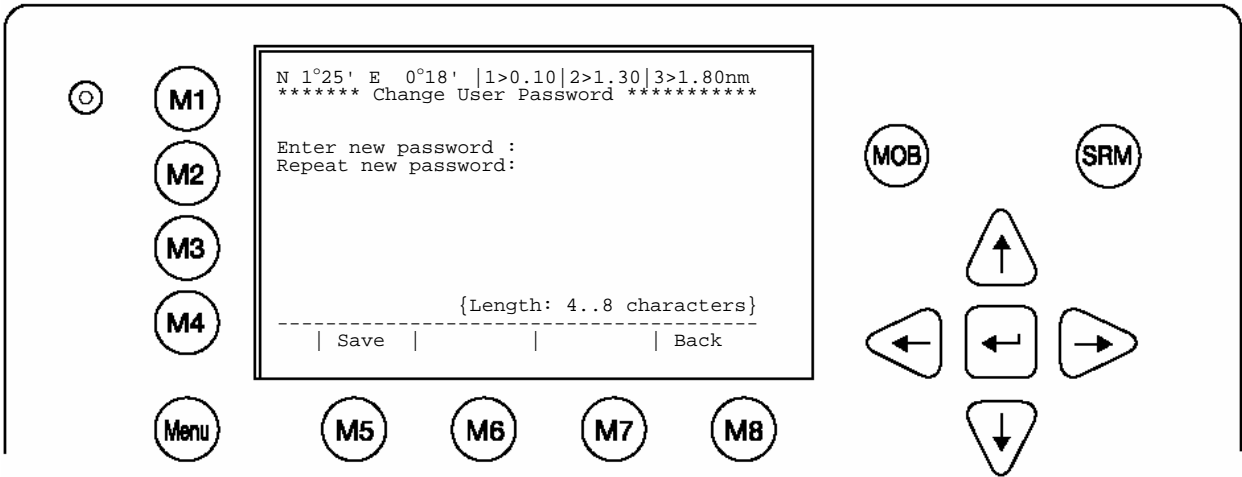 N 1°25' E 0°18' |1>0.10|2>1.30|3>1.80nm
******* Change User Password ***********
Enter new password :
Repeat new password:
{Length: 4..8 characters}
----------------------------------------
| Save | | | Back
M1
M2
M3
M4
Menu
M5
M6
M7
M8
MOB
SRM